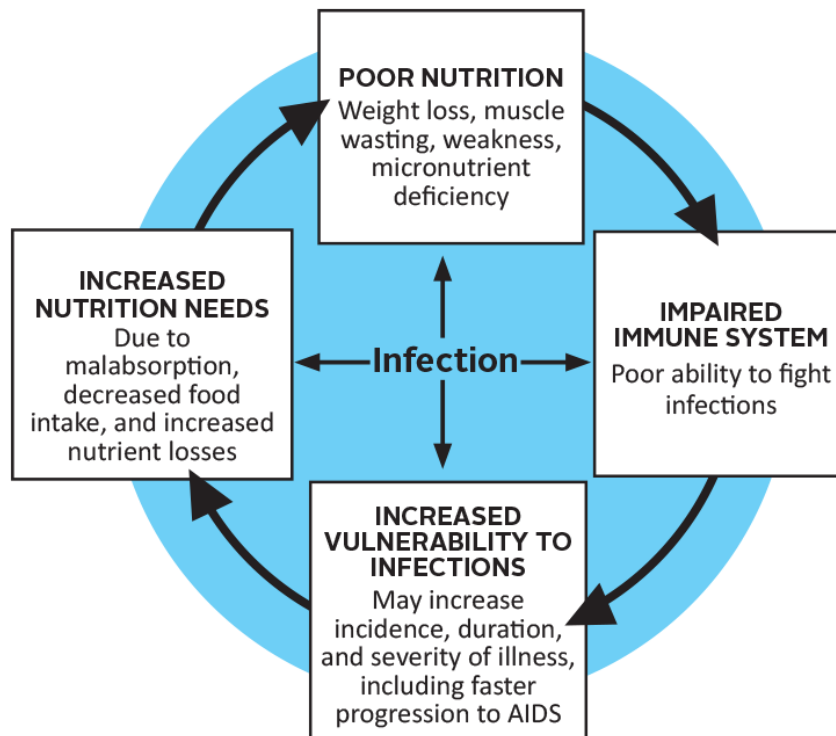 POOR NUTRITION
Weight loss, muscle
wasting, weakness,
micronutrient
deficiency
INCREASED
NUTRITION NEEDS
Due to
malabsorption,
decreased food
intake, and increased
nutrient losses
Infection
IMPAIRED
IMMUNE SYSTEM
Poor ability to fight
infections
INCREASED
VULNERABILITY TO
INFECTIONS
May increase
incidence, duration,
and severity of illness,
including faster
progression to AIDS